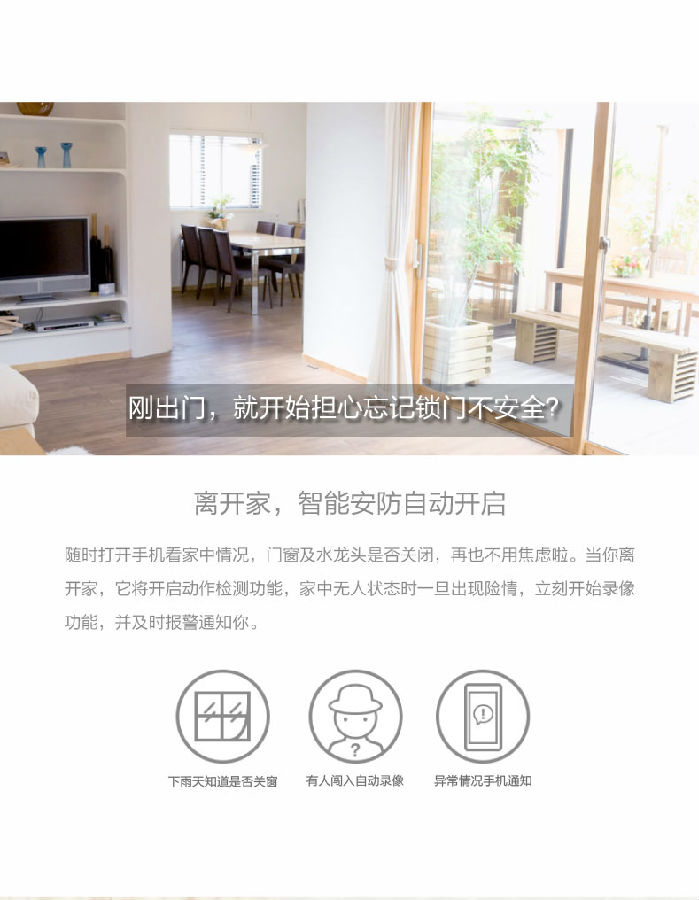 刚出门，就开始担心忘记锁门不安全？
离开家，智能安防自动开启
随时打开手机看家中情况，门窗及水龙头是否关闭，再也不用焦虑啦。当你离
开家，它将开启动作检测功能，家中无人状态时一旦出现险情，立刻开始录像
功能，并及时报警通知你。
下雨天知道是否关窗 有人闯入自动录像 异常情况手机通知